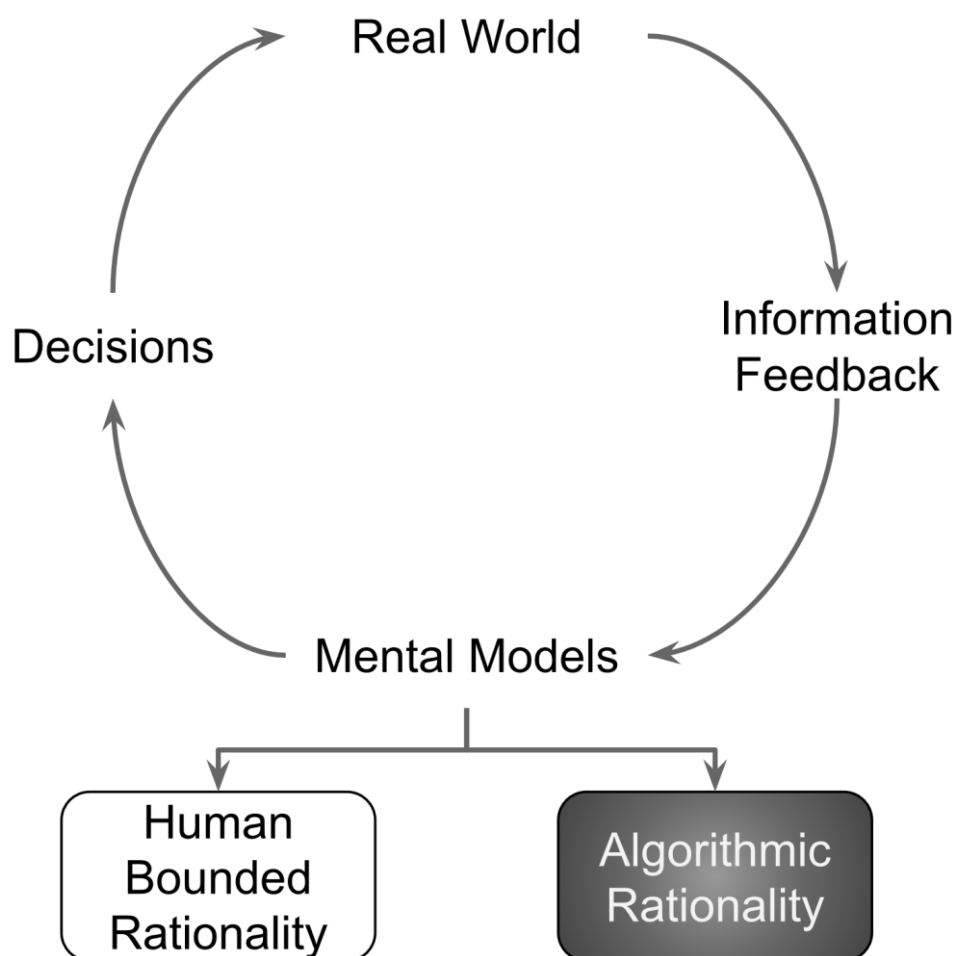 Real World
Information
Feedback
Decisions
Mental Models
Human
Bounded
Rationality
Algorithmic
Rationality